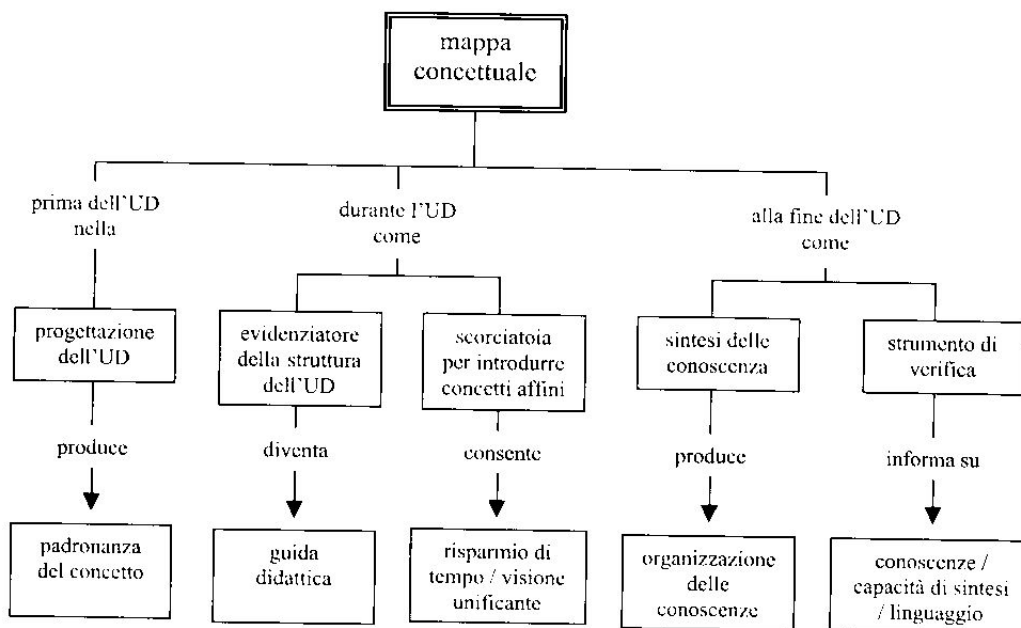 mappa
concettuale
prima dell'UD
nella
durante l'UD
come
alla fine dell'UD
come
progettazione
dell'UD
evidenziatore
della struttura
dell'UD
scorciatoia
per introdurre
concetti affini
sintesi delle
conoscenza
strumento di
verifica
produce
diventa
consente
produce
informa su
padronanza
del concetto
guida
didattica
risparmio di
tempo / visione
unificante
organizzazione
delle
conoscenze
conoscenze /
capacità di sintesi
/ linguaggio